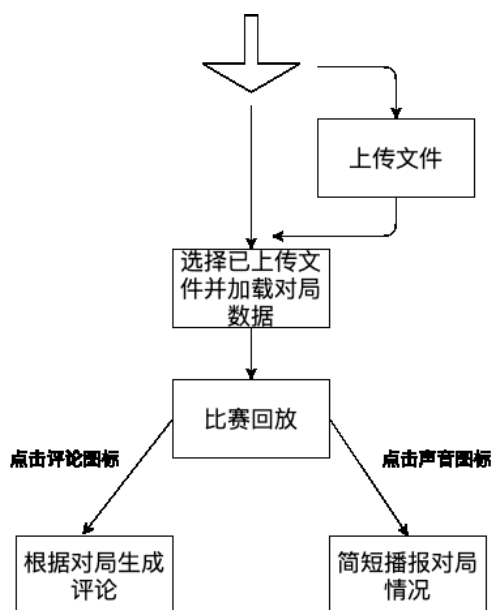 上传文件
选择已上传文
件并加载对局
数据
比赛回放
点击评论图标
点击声音图标
根据对局生成
评论
简短播报对局
情况